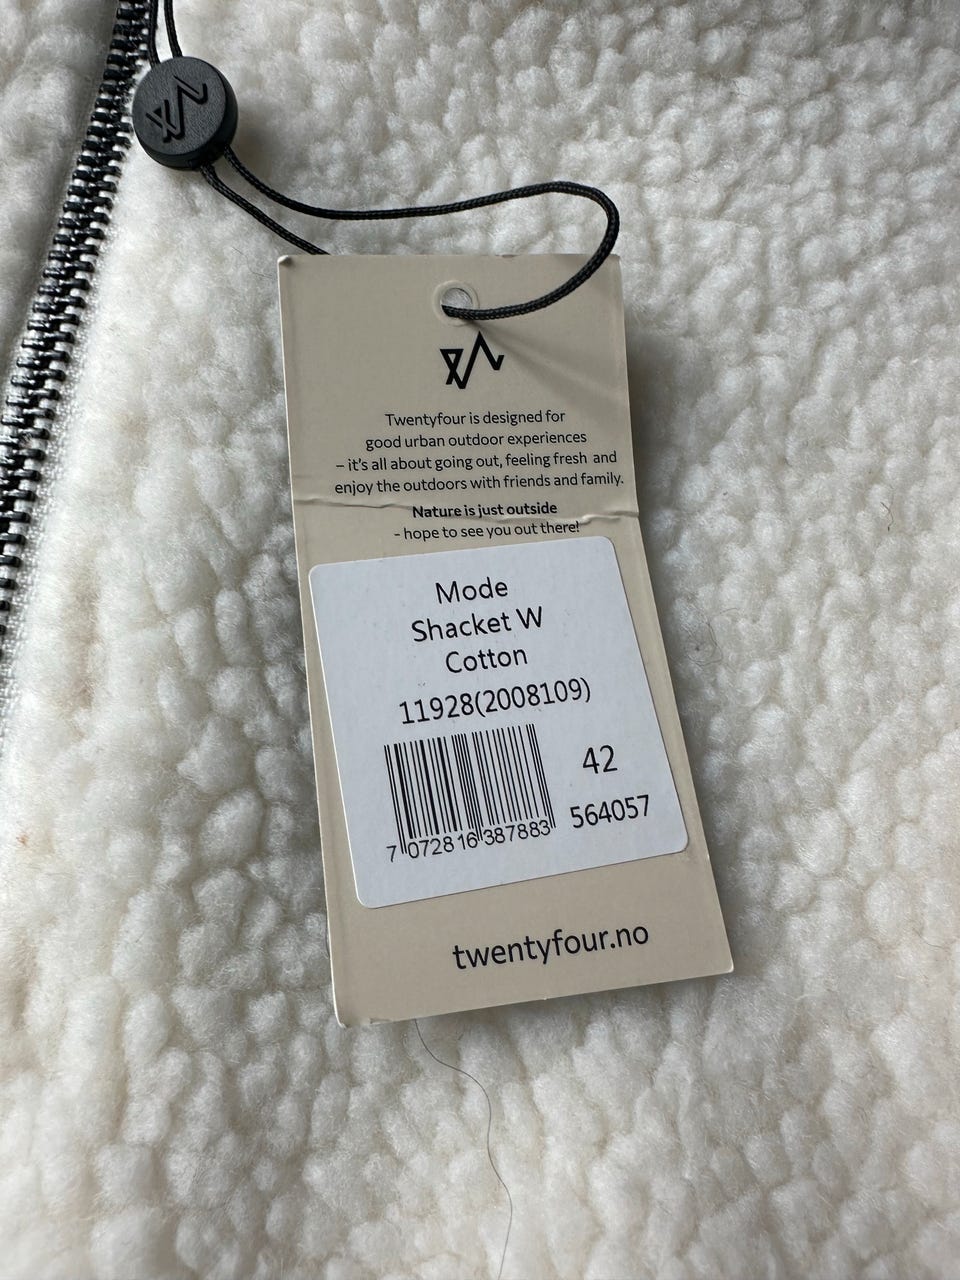 Twentyfour is designed for
good urban outdoor experiences
– it's all about going out, feeling fresh and
enjoy the outdoors with friends and family.
Nature is just outside
- hope to see you out there!
Mode
Shacket W
Cotton
11928(2008109)
42
7 072816 387883
564057
twentyfour.no